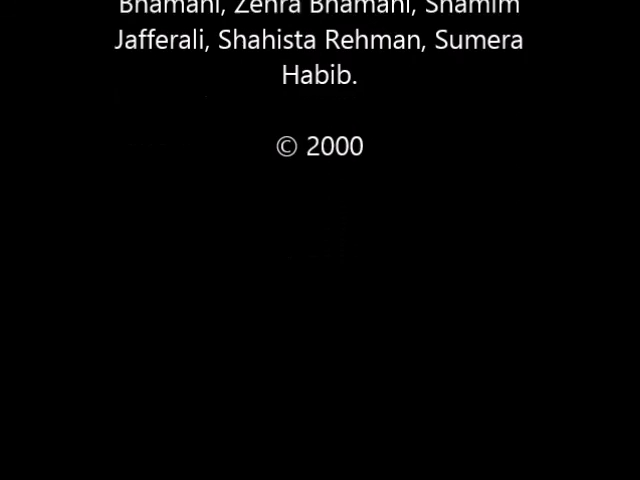 Bhamani, Zehra Bhamani, Shamim
Jafferali, Shahista Rehman, Sumera
Habib.
© 2000